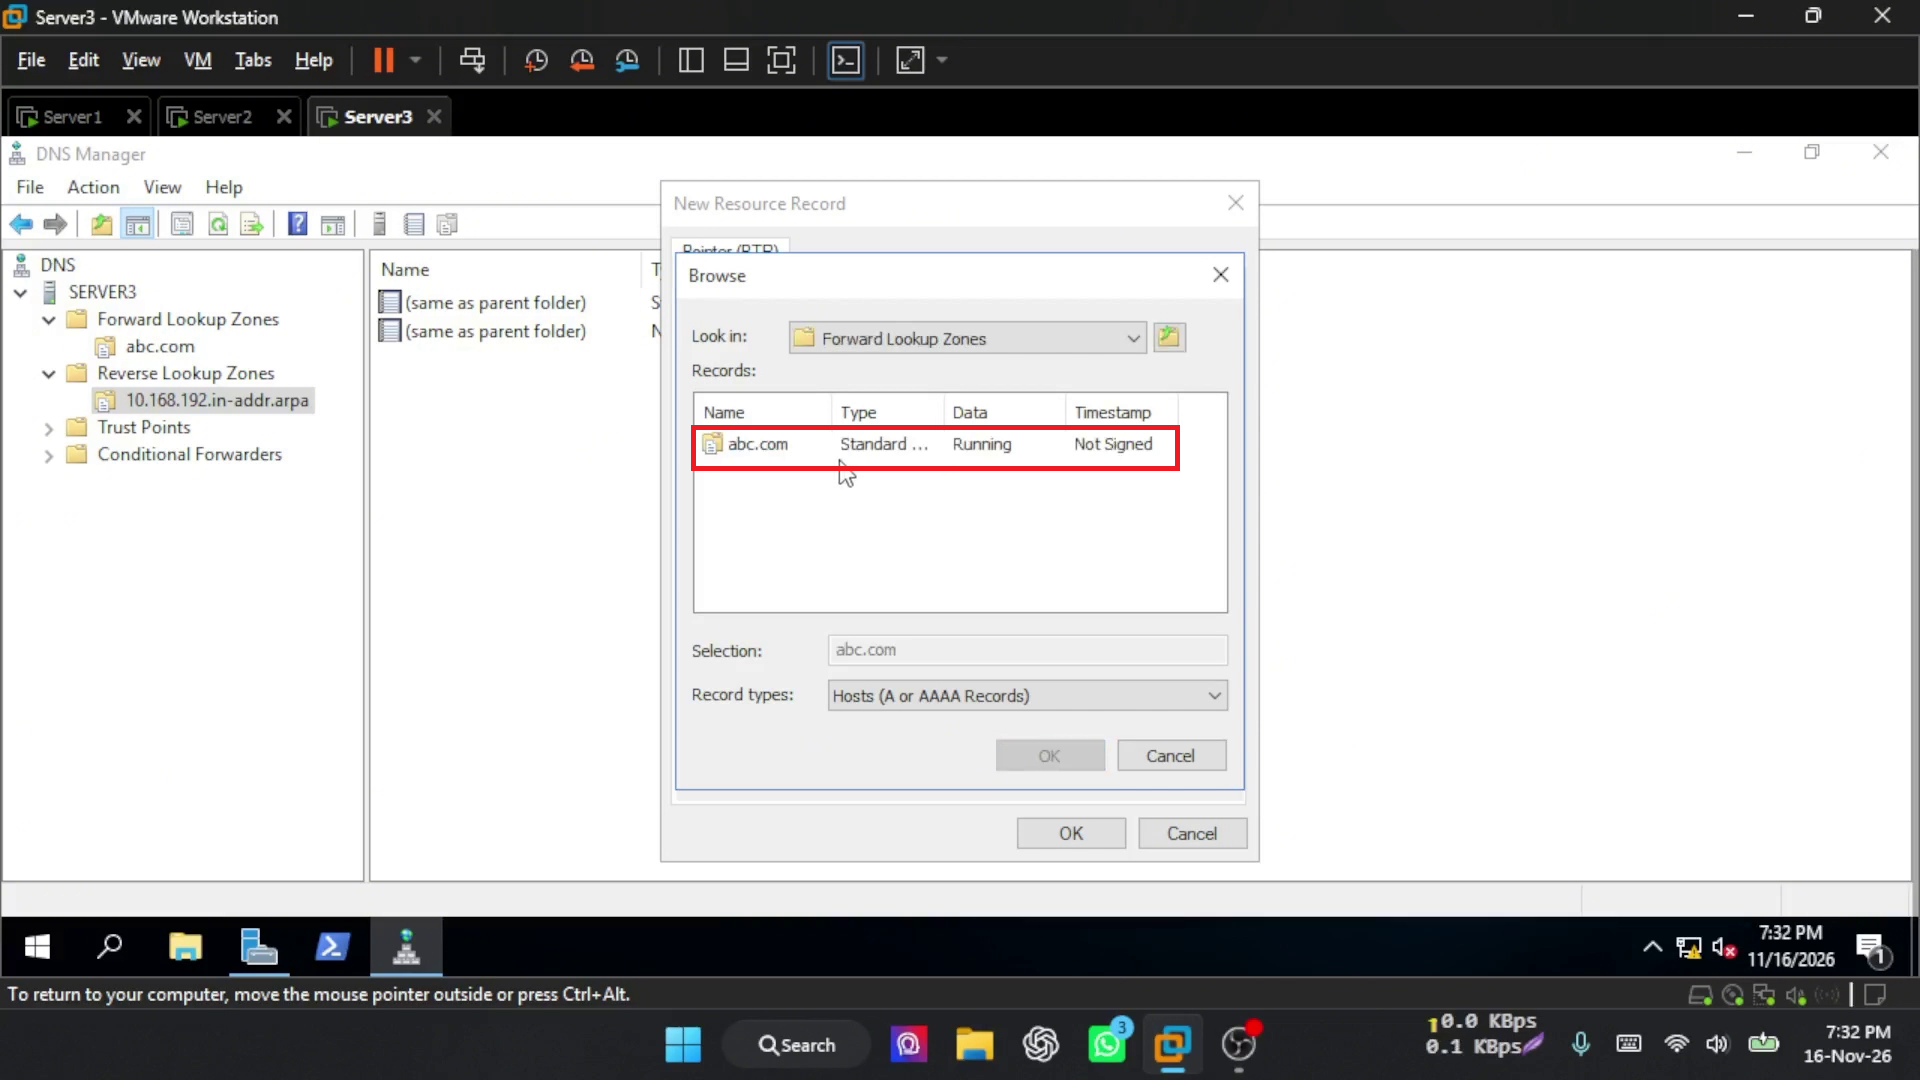 Server3 - VMware Workstation
File Edit View VM Tabs Help
Server1 Server2 Server3
DNS Manager
File Action View Help
New Resource Record
Pointer (PTR)
Browse
DNS
SERVER3
Forward Lookup Zones
abc.com
Reverse Lookup Zones
10.168.192.in-addr.arpa
Trust Points
Conditional Forwarders
Name
(same as parent folder) S
(same as parent folder) N
Look in: Forward Lookup Zones
Records:
Name Type Data Timestamp
abc.com Standard ... Running Not Signed
Selection: abc.com
Record types: Hosts (A or AAAA Records)
OK Cancel
OK Cancel
7:32 PM
11/16/2026
1
To return to your computer, move the mouse pointer outside or press Ctrl+Alt.
Search
3
0.0 KBps
0.1 KBps
7:32 PM
16-Nov-26